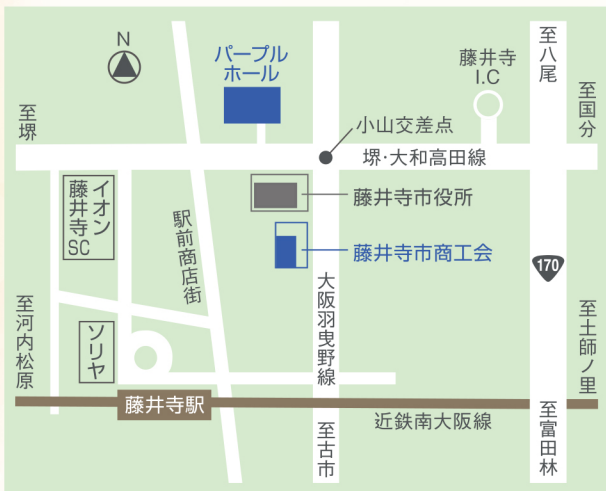 N
パープル
ホール
藤井寺
I.C
至八尾
至国分
至堺
小山交差点
堺・大和高田線
イオン
藤井寺SC
駅前商店街
藤井寺市役所
藤井寺市商工会
170
大阪羽曳野線
至河内松原
ソリヤ
至土師ノ里
藤井寺駅
近鉄南大阪線
至古市
至富田林